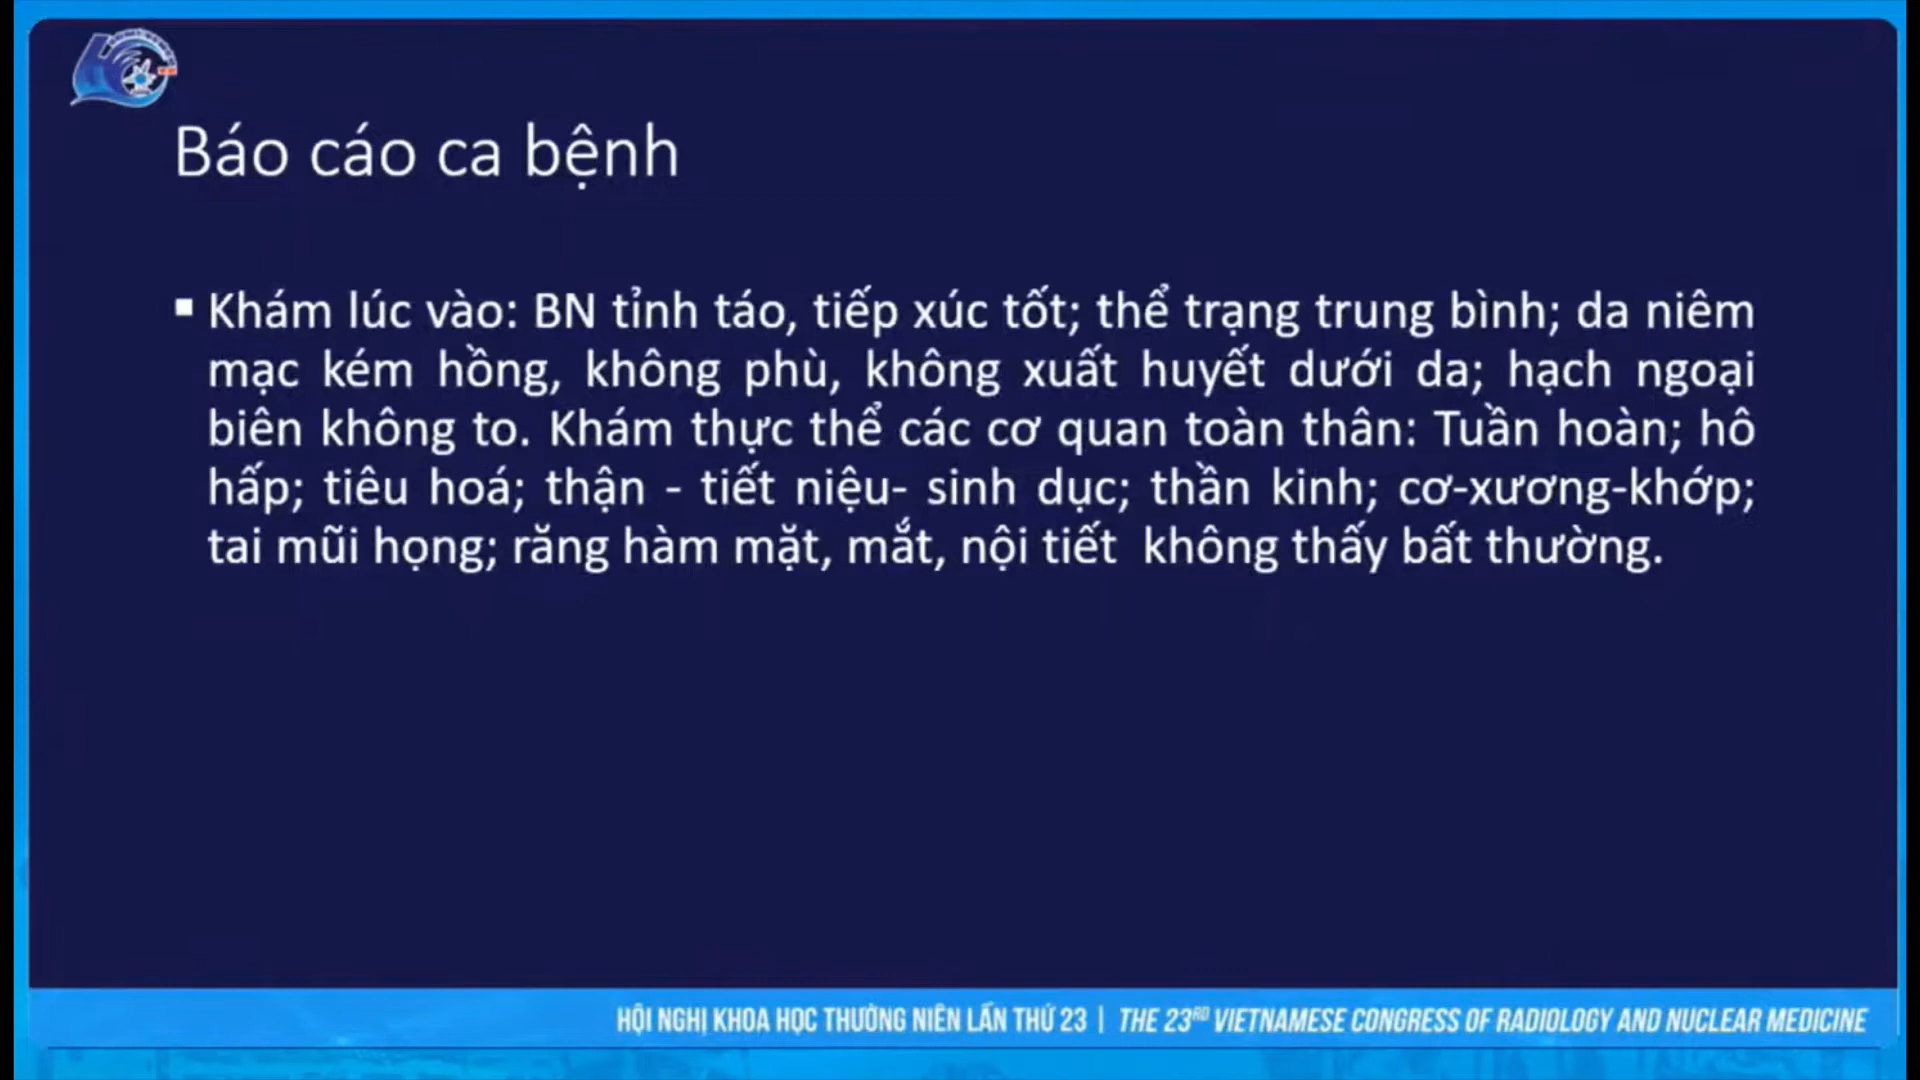 Báo cáo ca bệnh
▪ Khám lúc vào: BN tỉnh táo, tiếp xúc tốt; thể trạng trung bình; da niêm
mạc kém hồng, không phù, không xuất huyết dưới da; hạch ngoại
biên không to. Khám thực thể các cơ quan toàn thân: Tuần hoàn; hô
hấp; tiêu hoá; thận - tiết niệu- sinh dục; thần kinh; cơ-xương-khớp;
tai mũi họng; răng hàm mặt, mắt, nội tiết  không thấy bất thường.
HỘI NGHỊ KHOA HỌC THƯỜNG NIÊN LẦN THỨ 23 | THE 23RD VIETNAMESE CONGRESS OF RADIOLOGY AND NUCLEAR MEDICINE